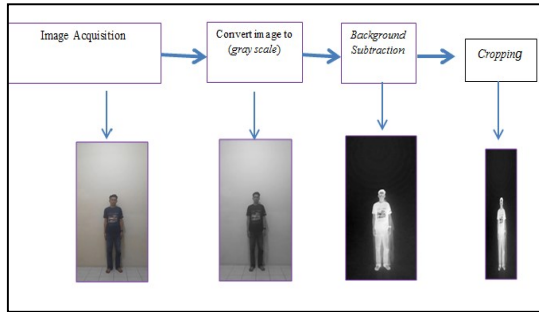 Image Acquisition
Convert image to
(gray scale)
Background
Subtraction
Cropping